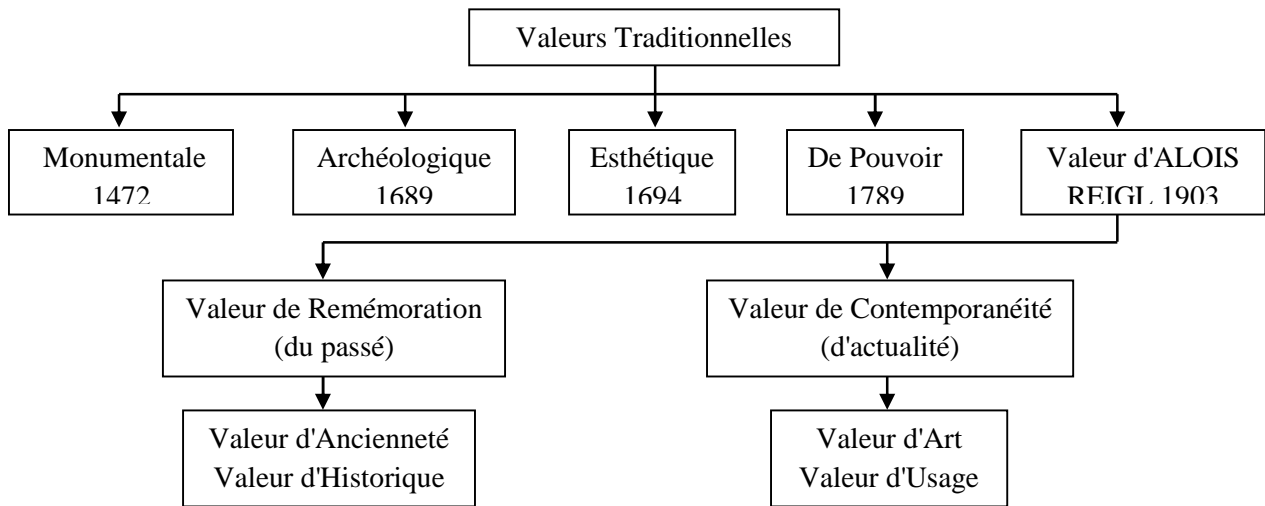 Valeurs Traditionnelles
Monumentale
1472
Archéologique
1689
Esthétique
1694
De Pouvoir
1789
Valeur d'ALOIS
REIGL 1903
Valeur de Remémoration
(du passé)
Valeur de Contemporanéité
(d'actualité)
Valeur d'Ancienneté
Valeur d'Historique
Valeur d'Art
Valeur d'Usage